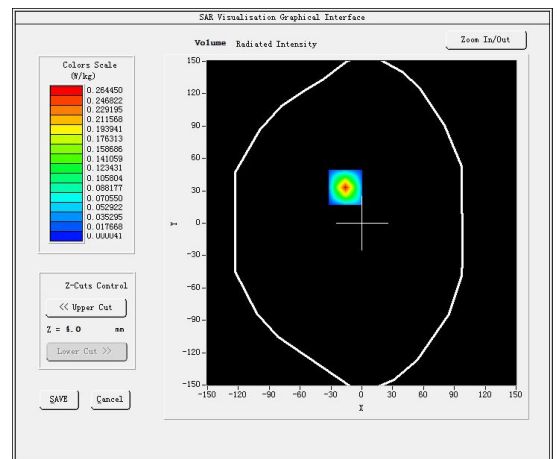 SAR Visualisation Graphical Interface
Volume Radiated Intensity
Zoom In/Out
Colors Scale
(W/kg)
0.264450
0.246822
0.229195
0.211568
0.193941
0.176313
0.158686
0.141059
0.123431
0.105804
0.088177
0.070550
0.052922
0.035295
0.017668
0.000041
Z-Cuts Control
<< Upper Cut
Z = 4.0 mm
Lower Cut >>
SAVE Cancel
150
120
90
60
30
0
-30
-60
-90
-120
-150
Y
-150 -120 -90 -60 -30 0 30 60 90 120 150
X